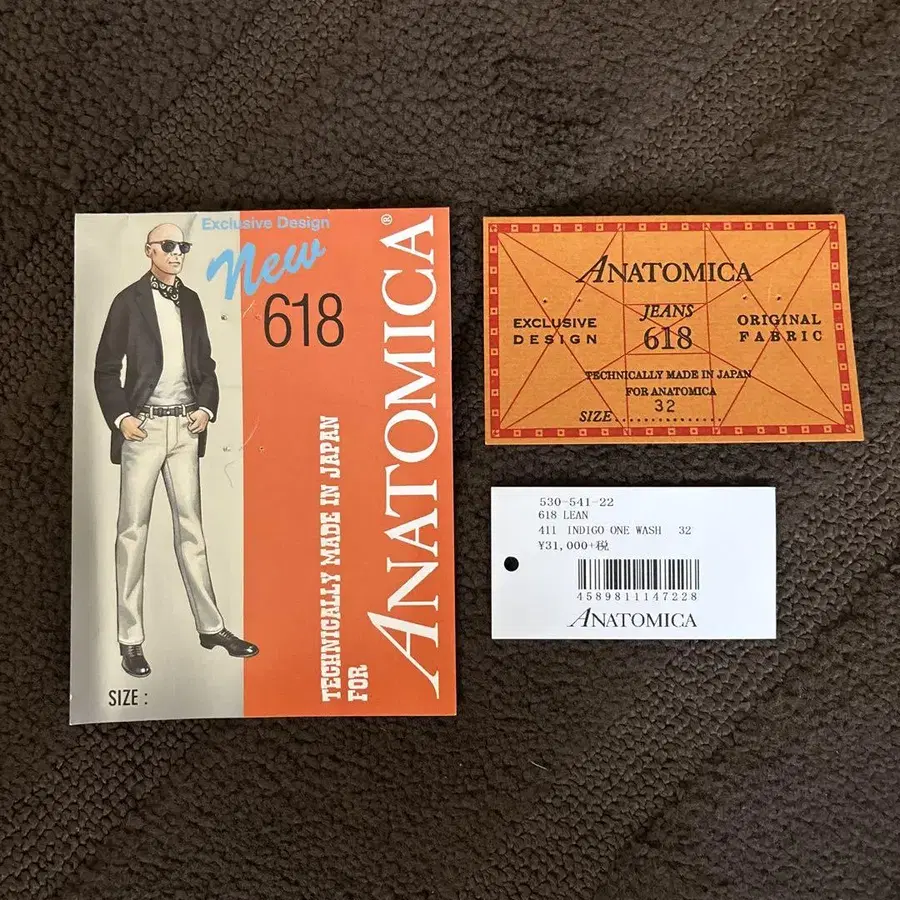 Exclusive Design
New
618
TECHNICALLY MADE IN JAPAN
FOR
ANATOMICA®
SIZE :
ANATOMICA
JEANS
618
EXCLUSIVE
DESIGN
ORIGINAL
FABRIC
TECHNICALLY MADE IN JAPAN
FOR ANATOMICA
32
SIZE....................
530-541-22
618 LEAN
411 INDIGO ONE WASH 32
¥31,000+税
4589811147228
ANATOMICA